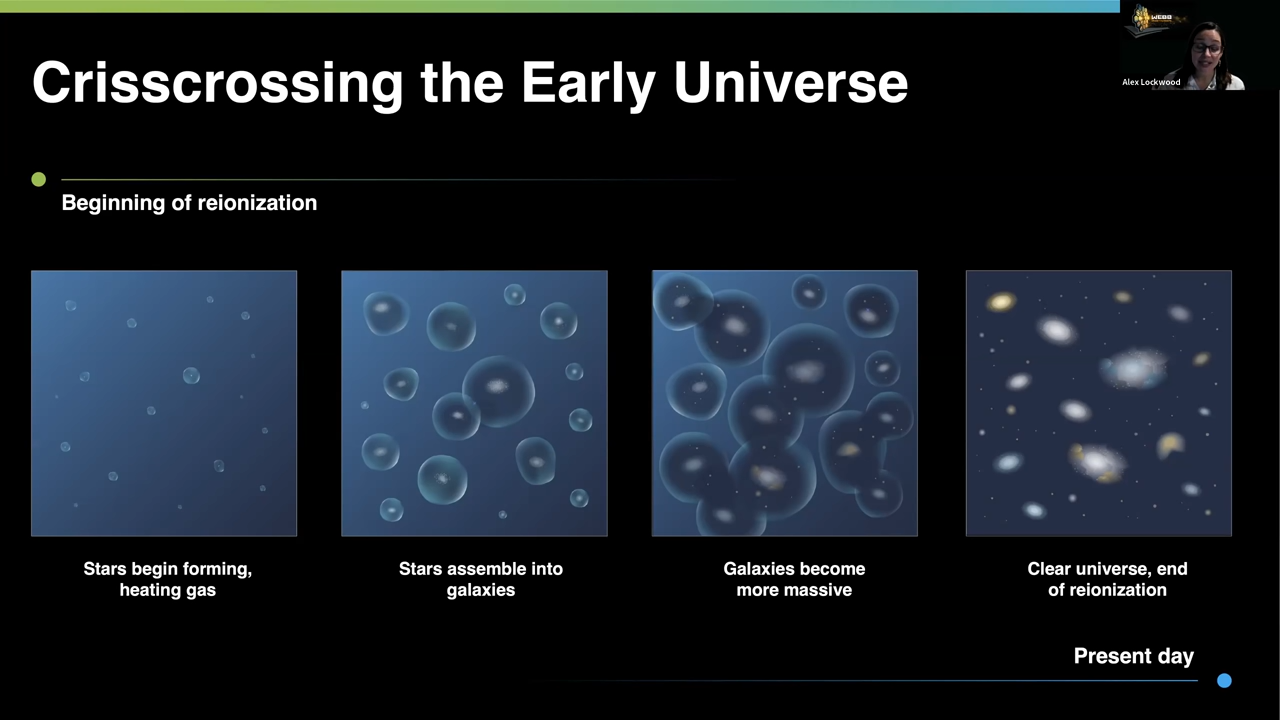 Crisscrossing the Early Universe
WEBB
Alex Lockwood
Beginning of reionization
Stars begin forming,
heating gas
Stars assemble into
galaxies
Galaxies become
more massive
Clear universe, end
of reionization
Present day